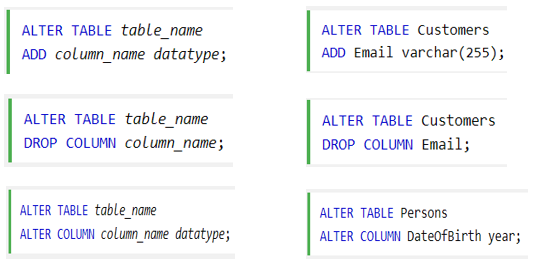 ALTER TABLE table_name
ADD column_name datatype;
ALTER TABLE Customers
ADD Email varchar(255);
ALTER TABLE table_name
DROP COLUMN column_name;
ALTER TABLE Customers
DROP COLUMN Email;
ALTER TABLE table_name
ALTER COLUMN column_name datatype;
ALTER TABLE Persons
ALTER COLUMN DateOfBirth year;